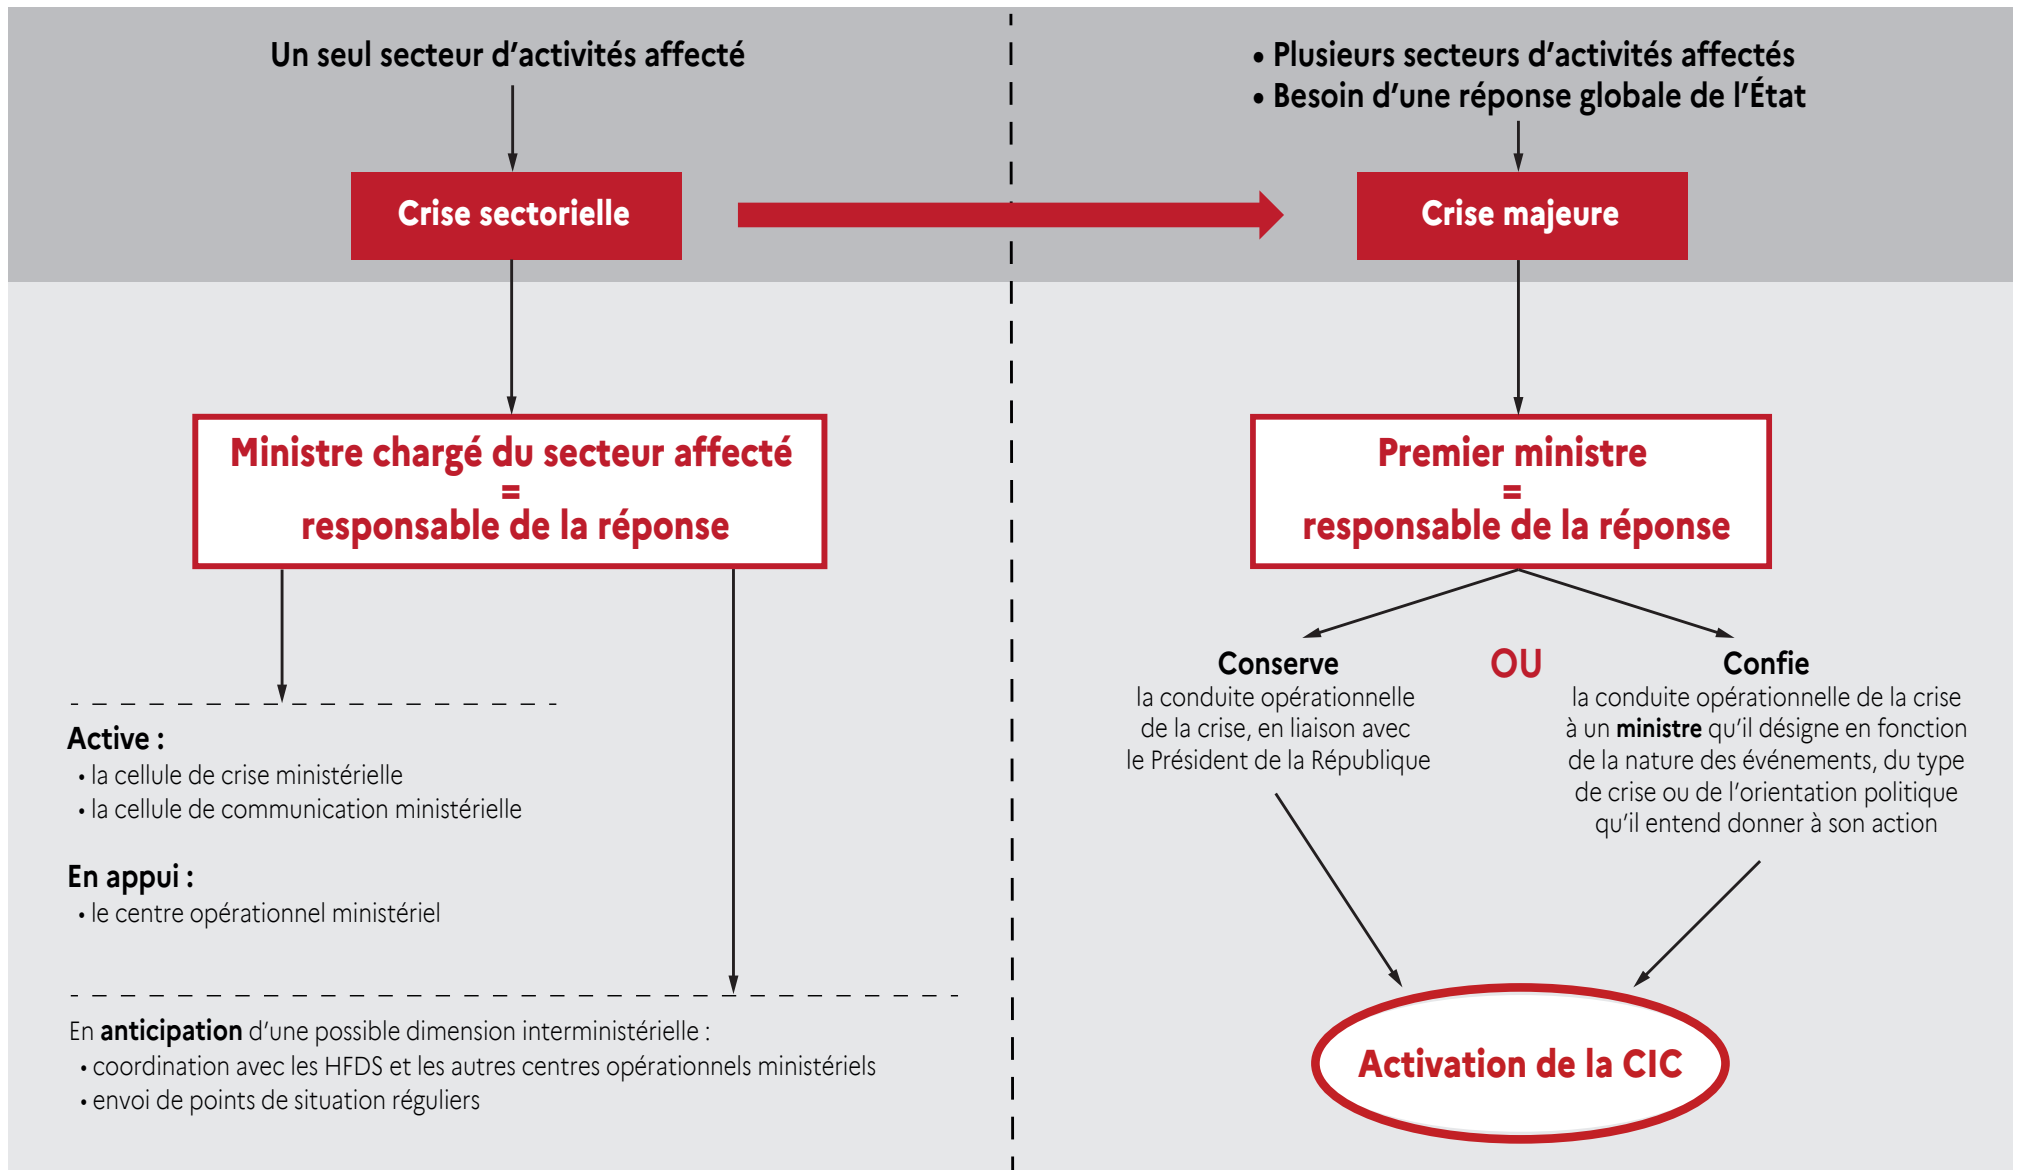 Un seul secteur d’activités affecté
Crise sectorielle
Ministre chargé du secteur affecté
=
responsable de la réponse
Active :
• la cellule de crise ministérielle
• la cellule de communication ministérielle
En appui :
• le centre opérationnel ministériel
En anticipation d’une possible dimension interministérielle :
• coordination avec les HFDS et les autres centres opérationnels ministériels
• envoi de points de situation réguliers
• Plusieurs secteurs d’activités affectés
• Besoin d’une réponse globale de l’État
Crise majeure
Premier ministre
=
responsable de la réponse
Conserve
la conduite opérationnelle
de la crise, en liaison avec
le Président de la République
OU
Confie
la conduite opérationnelle de la crise
à un ministre qu’il désigne en fonction
de la nature des événements, du type
de crise ou de l’orientation politique
qu’il entend donner à son action
Activation de la CIC